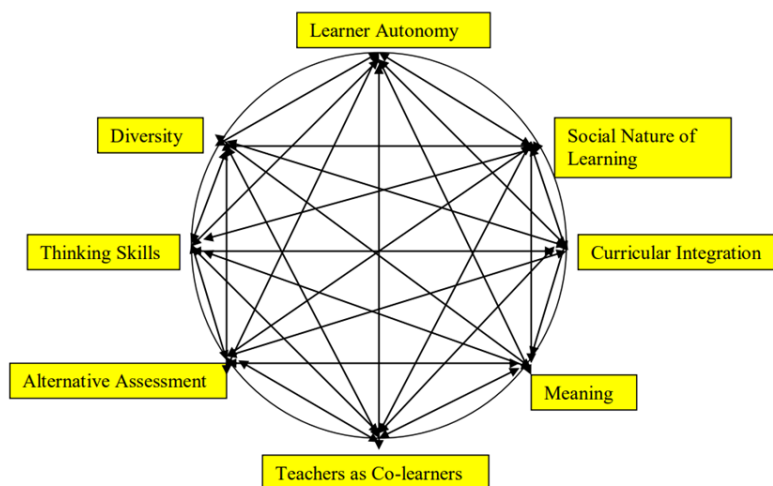 Learner Autonomy
Diversity
Social Nature of
Learning
Thinking Skills
Curricular Integration
Alternative Assessment
Meaning
Teachers as Co-learners